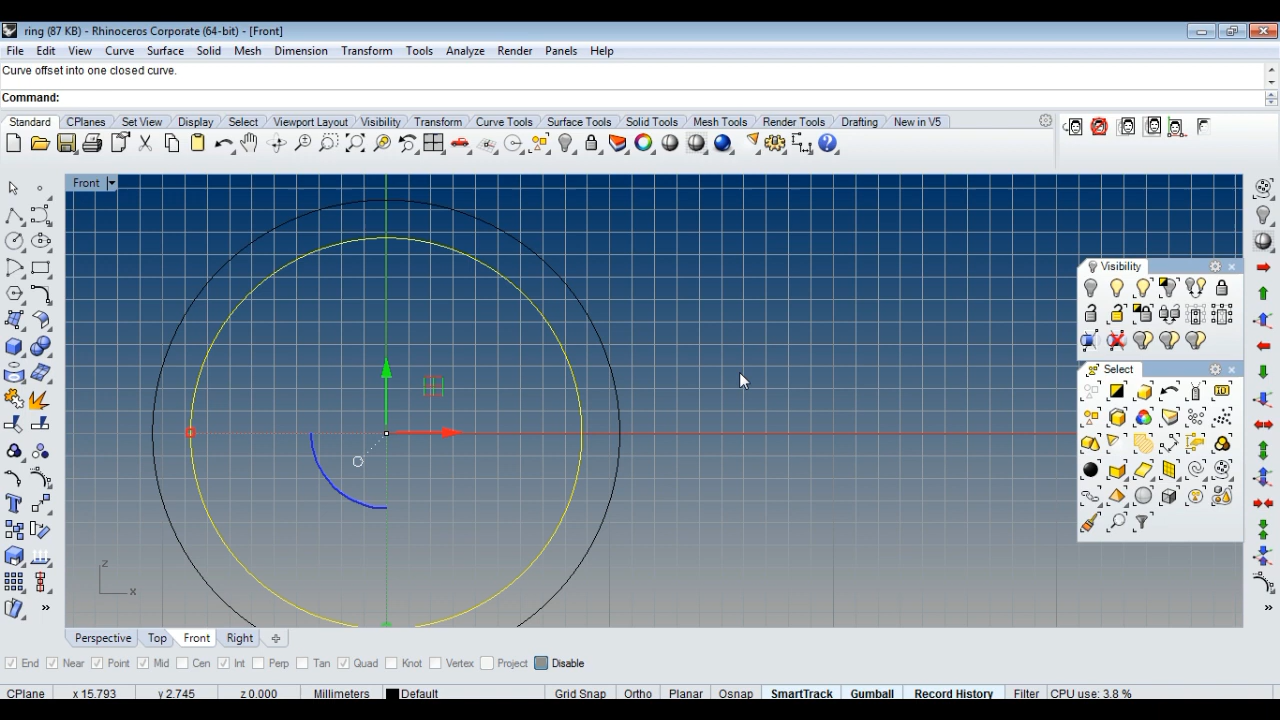 ring (87 KB) - Rhinoceros Corporate (64-bit) - [Front]
File Edit View Curve Surface Solid Mesh Dimension Transform Tools Analyze Render Panels Help
Curve offset into one closed curve.
Command:
Standard CPlanes Set View Display Select Viewport Layout Visibility Transform Curve Tools Surface Tools Solid Tools Mesh Tools Render Tools Drafting New in V5
Front
Visibility
Select
z
x
Perspective Top Front Right
End Near Point Mid Cen Int Perp Tan Quad Knot Vertex Project Disable
CPlane x 15.793 y 2.745 z 0.000 Millimeters Default Grid Snap Ortho Planar Osnap SmartTrack Gumball Record History Filter CPU use: 3.8 %